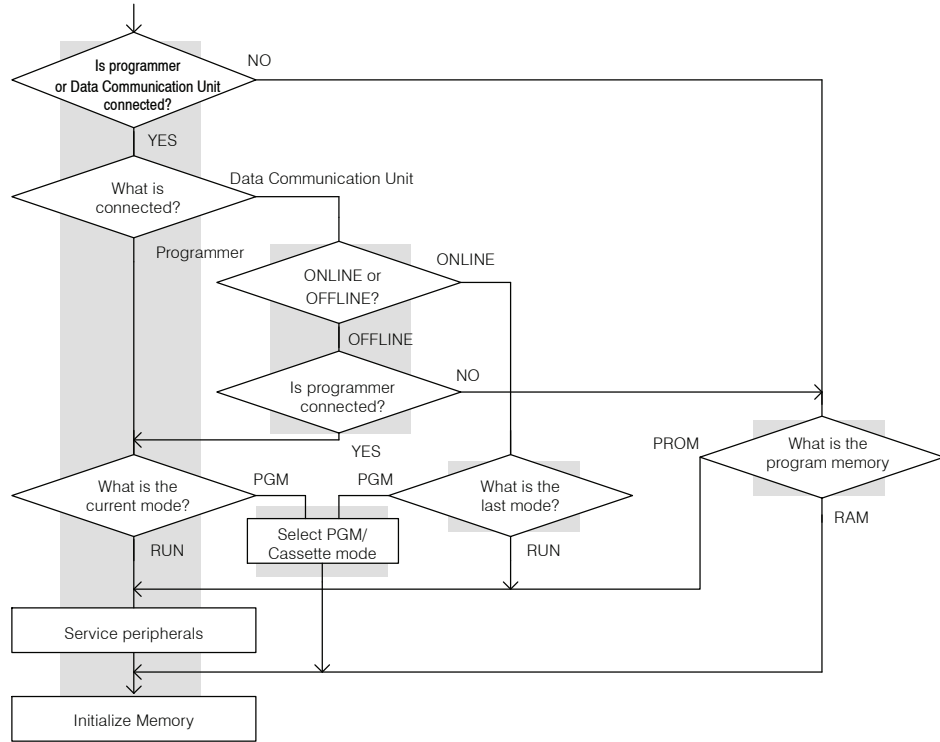 Is programmer
or Data Communication Unit
connected?
NO
YES
What is
connected?
Data Communication Unit
Programmer
ONLINE or
OFFLINE?
ONLINE
OFFLINE
Is programmer
connected?
NO
YES
What is the
program memory
PROM
RAM
What is the
current mode?
PGM
RUN
PGM
What is the
last mode?
RUN
Select PGM/
Cassette mode
Service peripherals
Initialize Memory